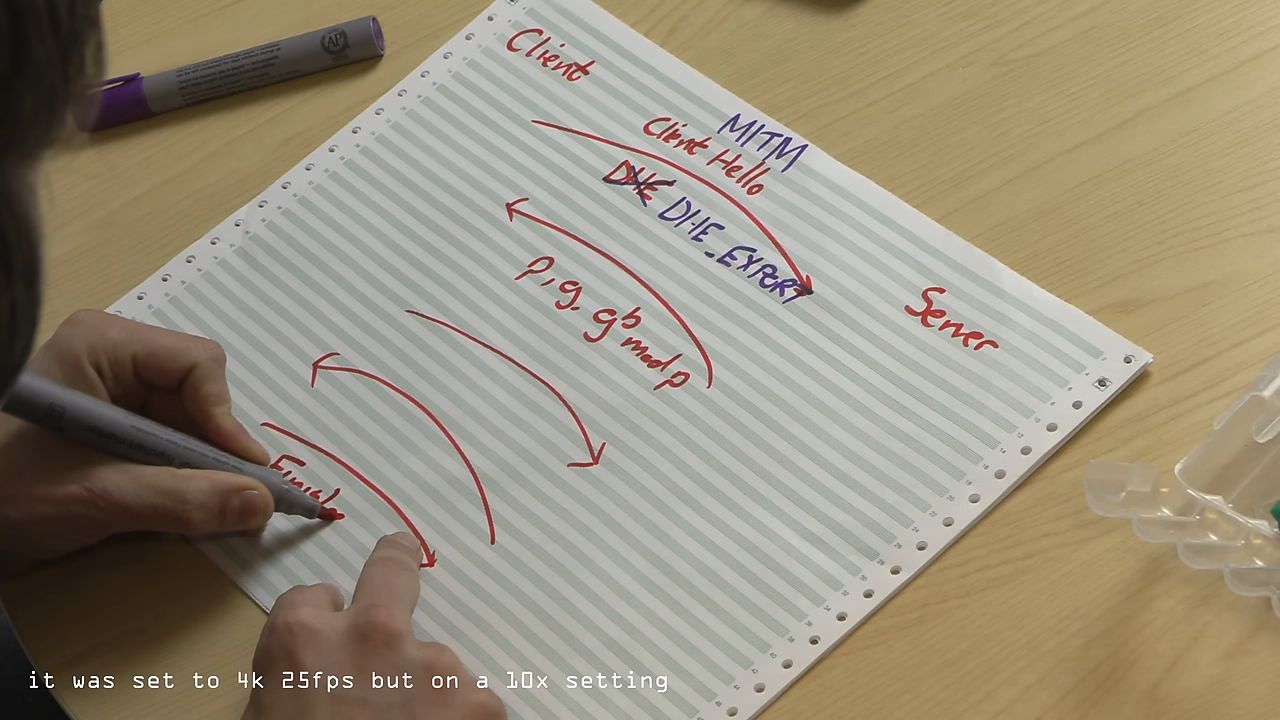 AP
Client
MITM
Client Hello
DHE DHE_EXPORT
p, g, g^b mod p
Server
Finish
it was set to 4k 25fps but on a 10x setting